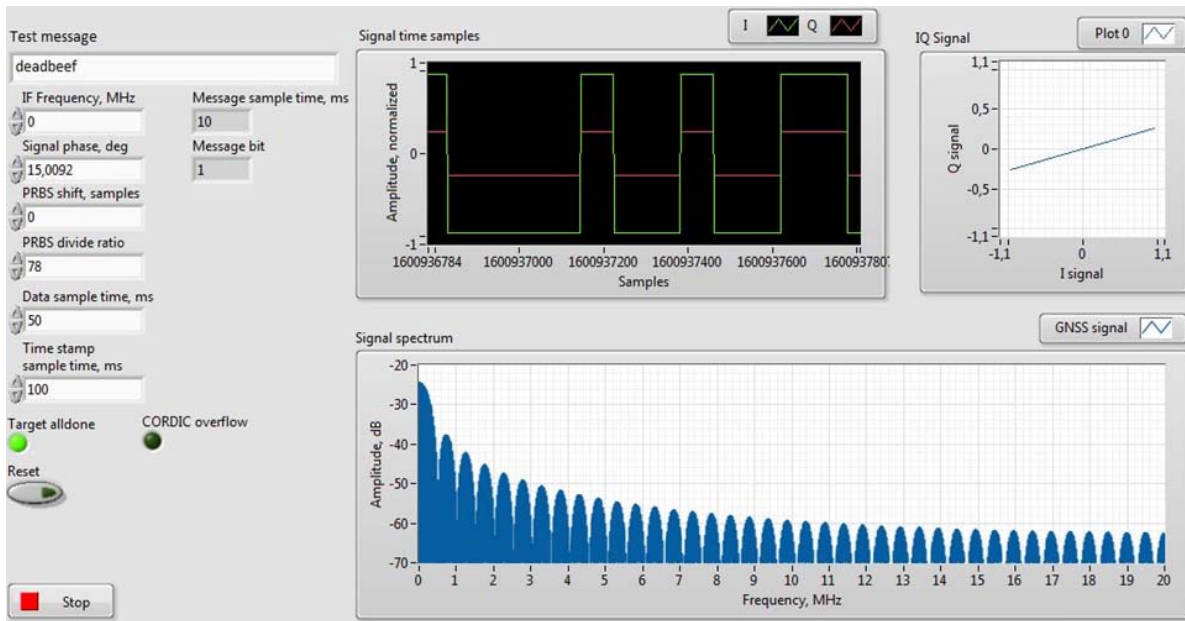 Test message
deadbeef
IF Frequency, MHz
0
Message sample time, ms
10
Signal phase, deg
15,0092
Message bit
1
PRBS shift, samples
0
PRBS divide ratio
78
Data sample time, ms
50
Time stamp
sample time, ms
100
Target alldone
CORDIC overflow
Reset
Stop
Signal time samples
I
Q
Amplitude, normalized
1
0
-1
1600936784
1600937000
1600937200
1600937400
1600937600
1600937807
Samples
IQ Signal
Plot 0
Q signal
1,1
0,5
0
-0,5
-1,1
-1,1
0
1,1
I signal
Signal spectrum
GNSS signal
Amplitude, dB
-20
-30
-40
-50
-60
-70
0 1 2 3 4 5 6 7 8 9 10 11 12 13 14 15 16 17 18 19 20
Frequency, MHz